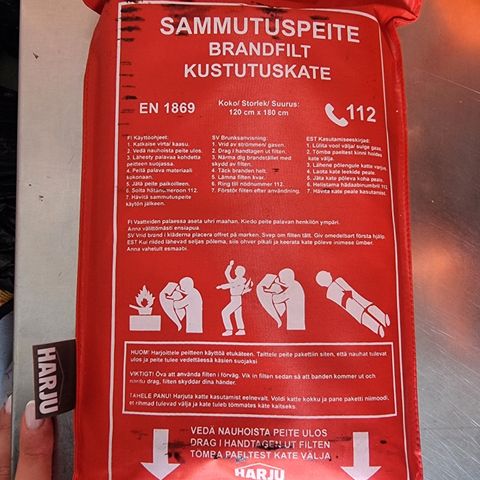 SAMMUTUSPEITE
BRANDFILT
KUSTUTUSKATE
EN 1869
Koko/ Storlek/ Suurus:
120 cm x 180 cm
112
FI Käyttöohjeet:
1. Katkaise virta/ kaasu.
2. Vedä nauhoista peite ulos.
3. Lähesty palavaa kohdetta
peitteen suojassa.
4. Peitä palava materiaali
kokonaan.
5. Jätä peite paikoilleen.
6. Soita hätänumeroon 112.
7. Hävitä sammutuspeite
käytön jälkeen.
SV Brunksanvisning:
1. Vrid av strömmen/ gasen.
2. Drag i handtagen ut filten.
3. Närma dig brandstället med
skydd av filten.
4. Täck branden helt.
5. Lämna filten kvar.
6. Ring till nödnummer 112.
7. Förstör filten efter användning.
EST Kasutamiseeskirjad:
1. Lülita vool välja/ sulge gaas.
2. Tõmba paeltest kinni hoides
kate välja.
3. Lähene põlengule katte varjus.
4. Laota kate leekide peale.
5. Jäta kate põleva koha peale.
6. Helistama hädaabinumbril 112
7. Hävita kate peale kasutamist.
FI Vaatteiden palaessa aseta uhri maahan. Kiedo peite palavan henkilön ympäri.
Anna välittömästi ensiapua.
SV Vrid brand i kläderna placera offret på marken. Svep om filten tält. Giv omedelbart första hjälp.
EST Kui riided lähevad seljas põlema, siis ohver pikali ja keerata kate põleva inimese ümber.
Anna vahetult esmaabi.
HUOM! Harjoittele peitteen käyttöä etukäteen. Taittele peite pakettiin siten, että nauhat tulevat
ulos ja peite tulee vedettäessä käsien suojaksi
VIKTIGT! Öva att använda filten i förväg. Vik in filten sedan så att banden kommer ut och
drag, filten skyddar dina händer.
TÄHELE PANU! Harjuta katte kasutamist eelnevalt. Voldi kate kokku ja pane paketti niimoodi,
et rihmad tulevad välja ja kate tuleb tõmmates käte kaitseks.
HARJU
VEDÄ NAUHOISTA PEITE ULOS
DRAG I HANDTAGEN UT FILTEN
TÕMBA PAELTEST KATE VÄLJA
HARJU